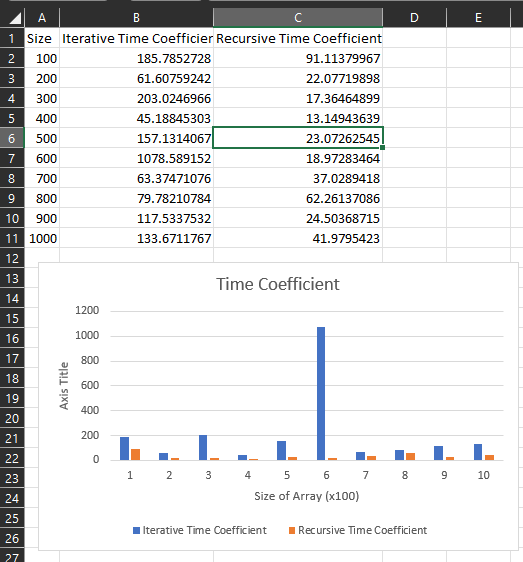 A B C D E
1 Size Iterative Time Coefficier Recursive Time Coefficient
2 100 185.7852728 91.11379967
3 200 61.60759242 22.07719898
4 300 203.0246966 17.36464899
5 400 45.18845303 13.14943639
6 500 157.1314067 23.07262545
7 600 1078.589152 18.97283464
8 700 63.37471076 37.0289418
9 800 79.78210784 62.26137086
10 900 117.5337532 24.50368715
11 1000 133.6711767 41.9795423
12
13
14
15
16
17
18
19
20
21
22
23
24
25
26
27
Time Coefficient
1200
1000
800
600
400
200
0
Axis Title
1 2 3 4 5 6 7 8 9 10
Size of Array (x100)
Iterative Time Coefficient Recursive Time Coefficient